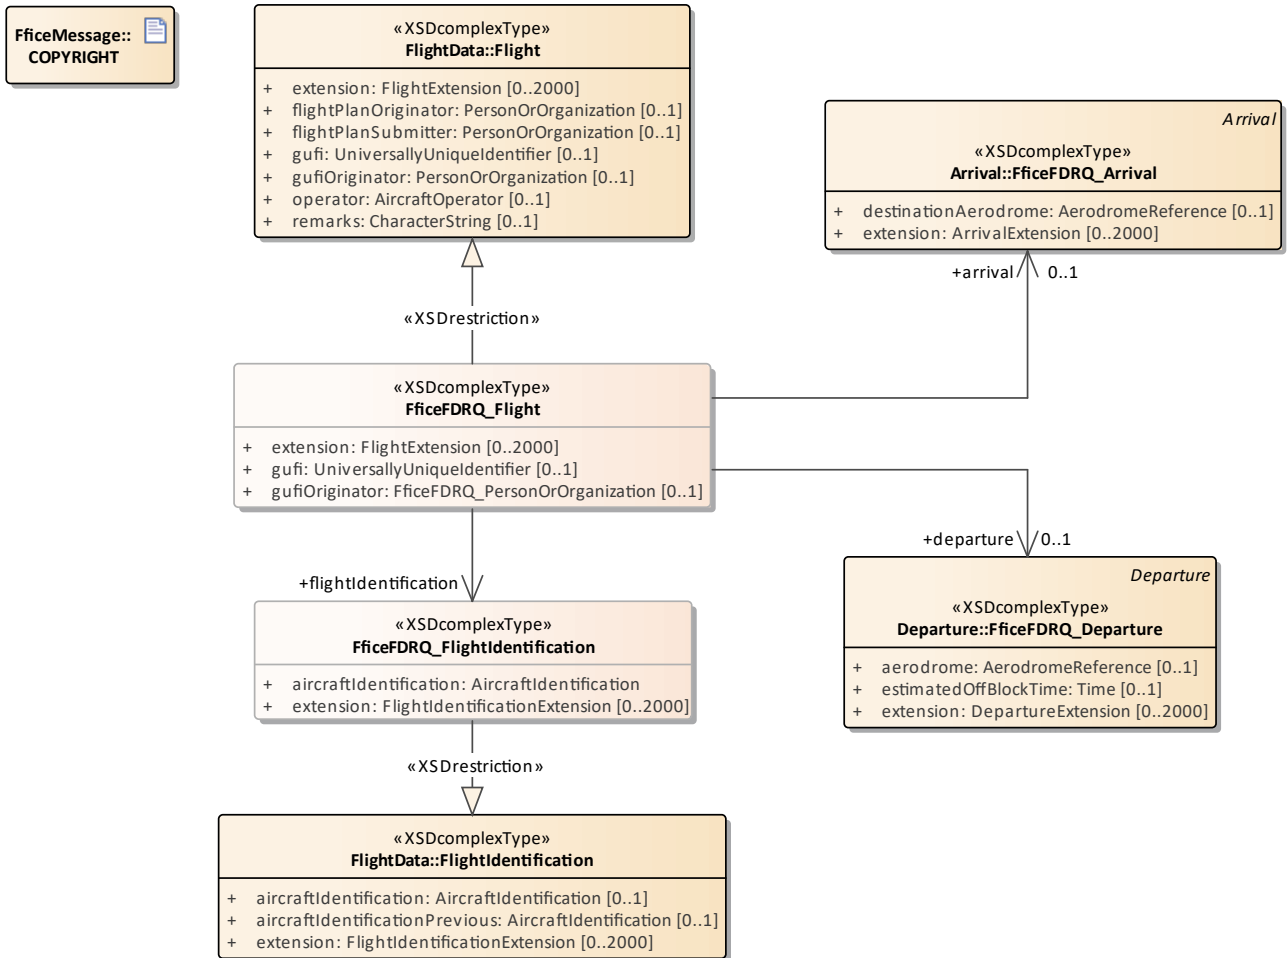 FficeMessage::
COPYRIGHT
«XSDcomplexType»
FlightData::Flight
+ extension: FlightExtension [0..2000]
+ flightPlanOriginator: PersonOrOrganization [0..1]
+ flightPlanSubmitter: PersonOrOrganization [0..1]
+ gufi: UniversallyUniqueIdentifier [0..1]
+ gufiOriginator: PersonOrOrganization [0..1]
+ operator: AircraftOperator [0..1]
+ remarks: CharacterString [0..1]
Arrival
«XSDcomplexType»
Arrival::FficeFDRQ_Arrival
+ destinationAerodrome: AerodromeReference [0..1]
+ extension: ArrivalExtension [0..2000]
+arrival 0..1
«XSDrestriction»
«XSDcomplexType»
FficeFDRQ_Flight
+ extension: FlightExtension [0..2000]
+ gufi: UniversallyUniqueIdentifier [0..1]
+ gufiOriginator: FficeFDRQ_PersonOrOrganization [0..1]
+departure 0..1
Departure
«XSDcomplexType»
Departure::FficeFDRQ_Departure
+ aerodrome: AerodromeReference [0..1]
+ estimatedOffBlockTime: Time [0..1]
+ extension: DepartureExtension [0..2000]
+flightIdentification
«XSDcomplexType»
FficeFDRQ_FlightIdentification
+ aircraftIdentification: AircraftIdentification
+ extension: FlightIdentificationExtension [0..2000]
«XSDrestriction»
«XSDcomplexType»
FlightData::FlightIdentification
+ aircraftIdentification: AircraftIdentification [0..1]
+ aircraftIdentificationPrevious: AircraftIdentification [0..1]
+ extension: FlightIdentificationExtension [0..2000]